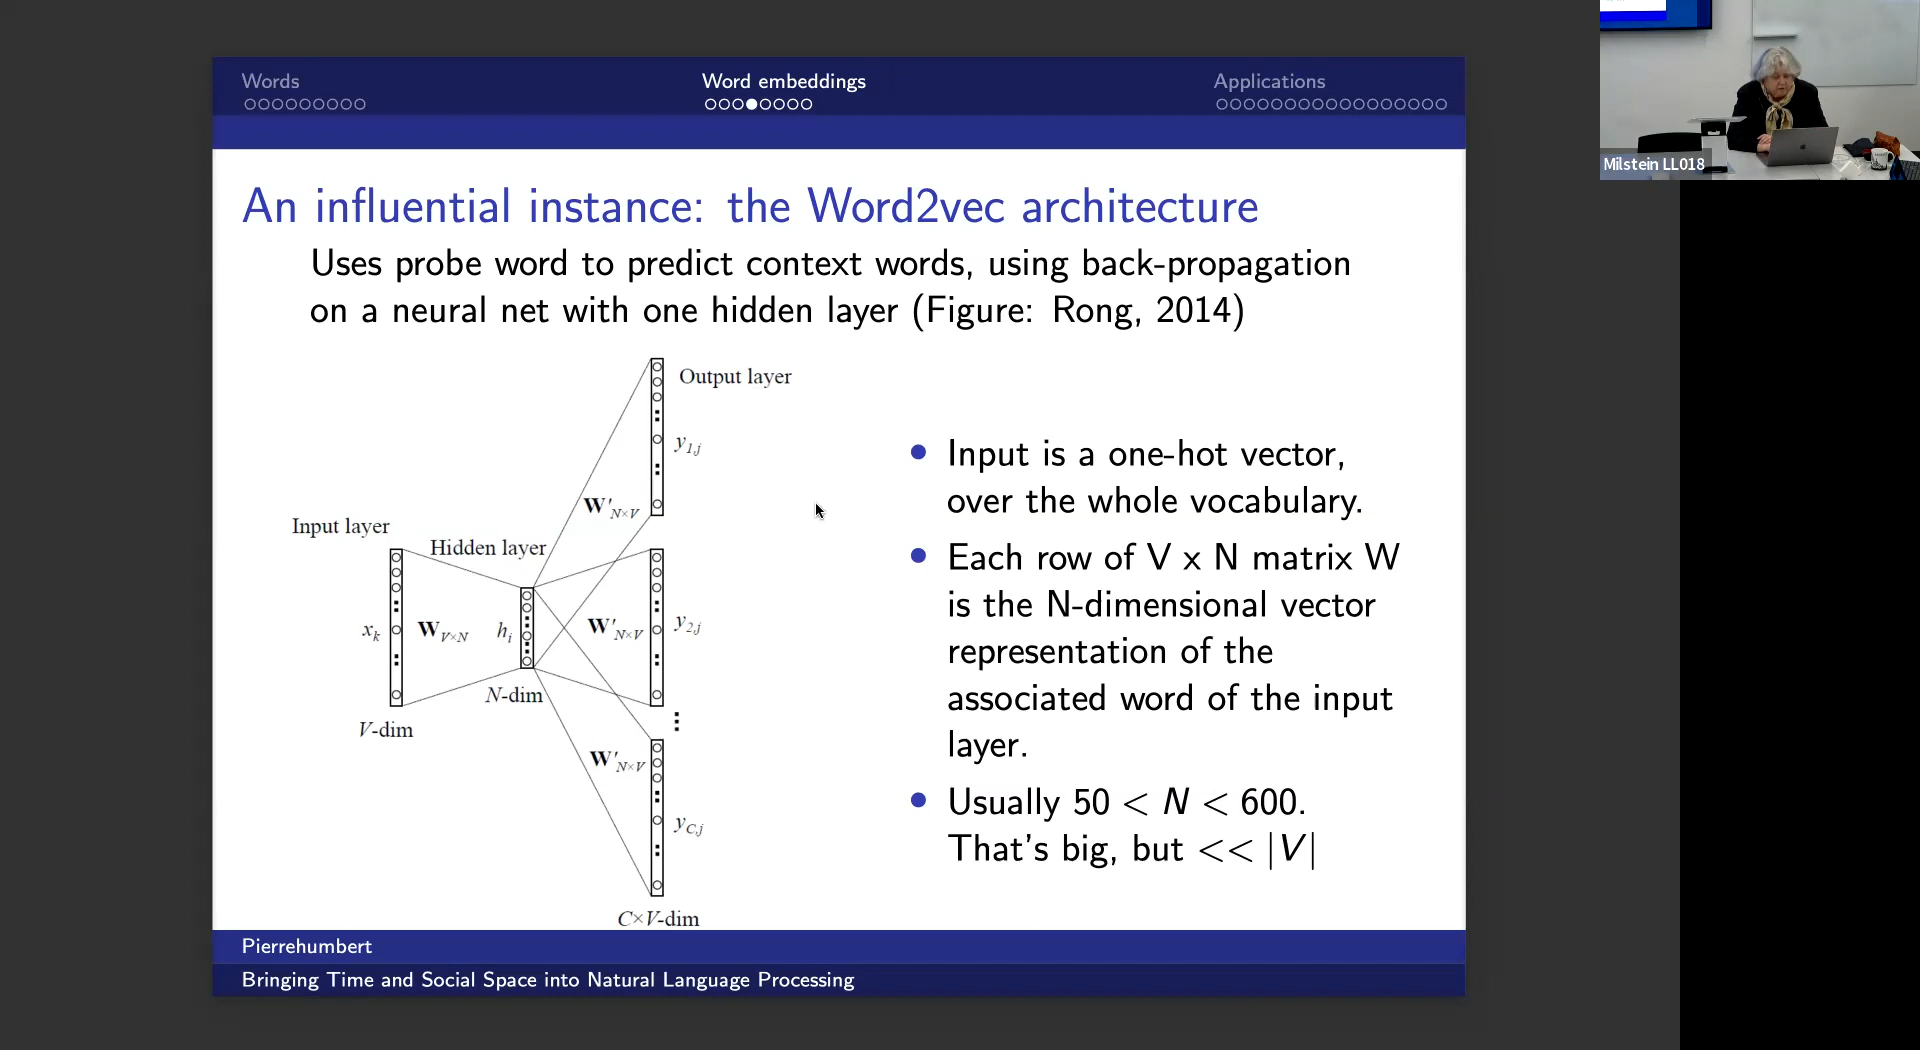 Words
Word embeddings
Applications
An influential instance: the Word2vec architecture
Uses probe word to predict context words, using back-propagation
on a neural net with one hidden layer (Figure: Rong, 2014)
Output layer
y1,j
W'N×V
Input layer
Hidden layer
xk
WV×N
hi
W'N×V
y2,j
N-dim
V-dim
W'N×V
yC,j
C×V-dim
Input is a one-hot vector,
over the whole vocabulary.
Each row of V x N matrix W
is the N-dimensional vector
representation of the
associated word of the input
layer.
Usually 50 < N < 600.
That's big, but << |V|
Pierrehumbert
Bringing Time and Social Space into Natural Language Processing
Milstein LL018